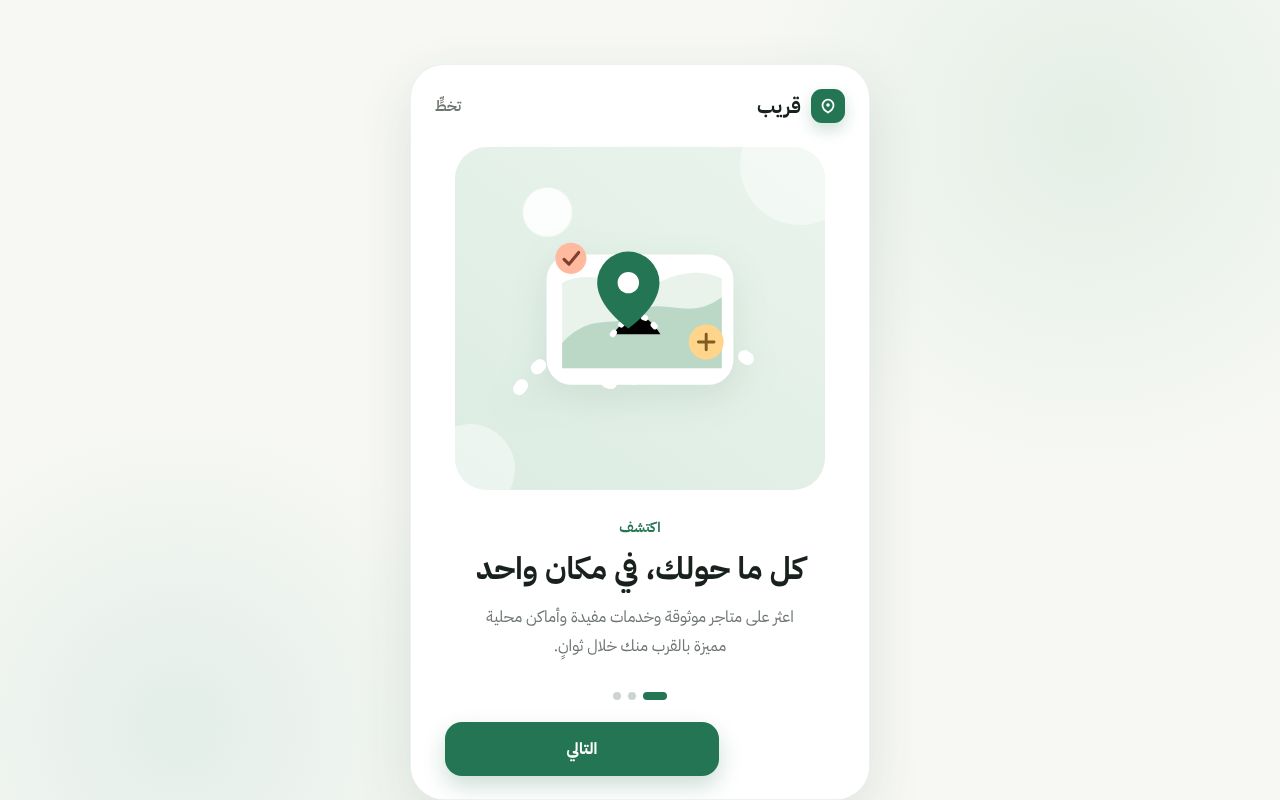 قريب
تخطٍّ
اكتشف
كل ما حولك، في مكان واحد
اعثر على متاجر موثوقة وخدمات مفيدة وأماكن محلية
مميزة بالقرب منك خلال ثوانٍ.
التالي